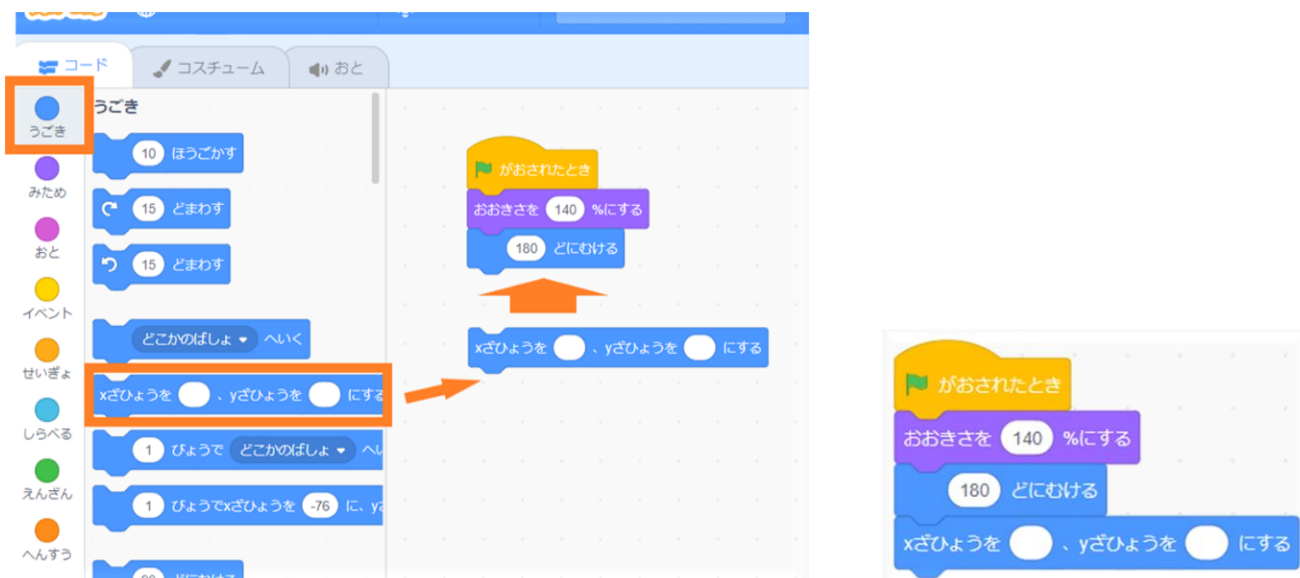 コード
コスチューム
おと
うごき
みため
おと
イベント
せいぎょ
しらべる
えんざん
へんすう
うごき
10 ほうごかす
15 どまわす
15 どまわす
どこかのばしょ へいく
xざひょうを 、yざひょうを にする
1 びょうで どこかのばしょ へ
1 びょうでxざひょうを -76 に、y
がおされたとき
おおきさを 140 %にする
180 どにむける
xざひょうを 、yざひょうを にする
がおされたとき
おおきさを 140 %にする
180 どにむける
xざひょうを 、yざひょうを にする